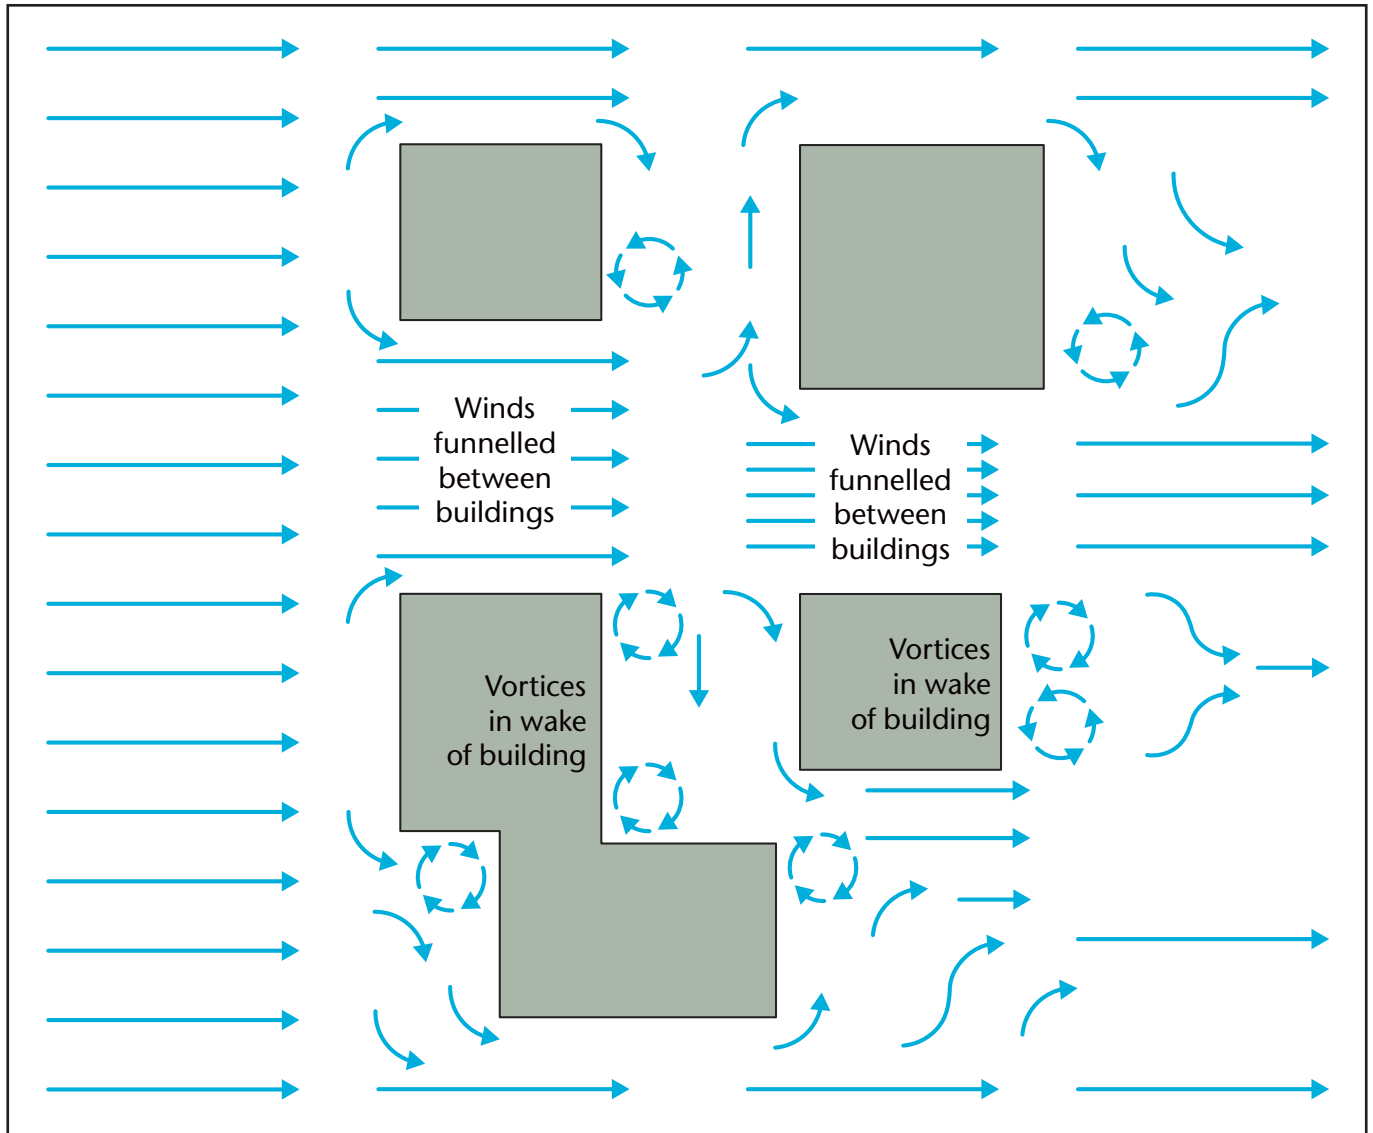 Winds
funnelled
between
buildings
Winds
funnelled
between
buildings
Vortices
in wake
of building
Vortices
in wake
of building